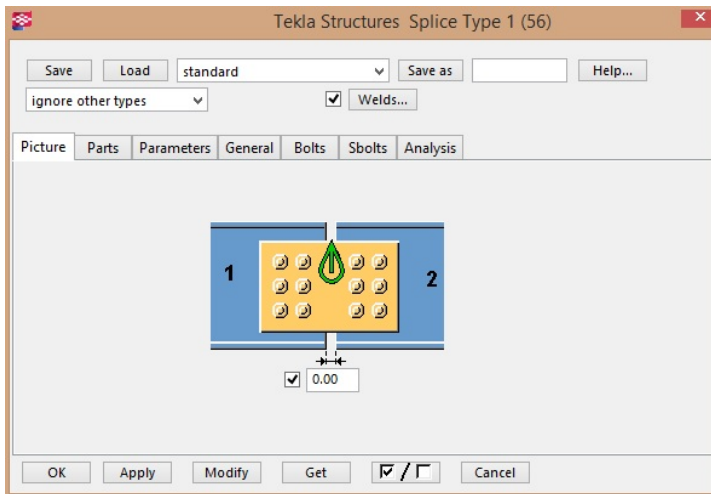 Tekla Structures Splice Type 1 (56)
Save Load standard Save as Help...
ignore other types Welds...
Picture Parts Parameters General Bolts Sbolts Analysis
1 2
0.00
OK Apply Modify Get / Cancel